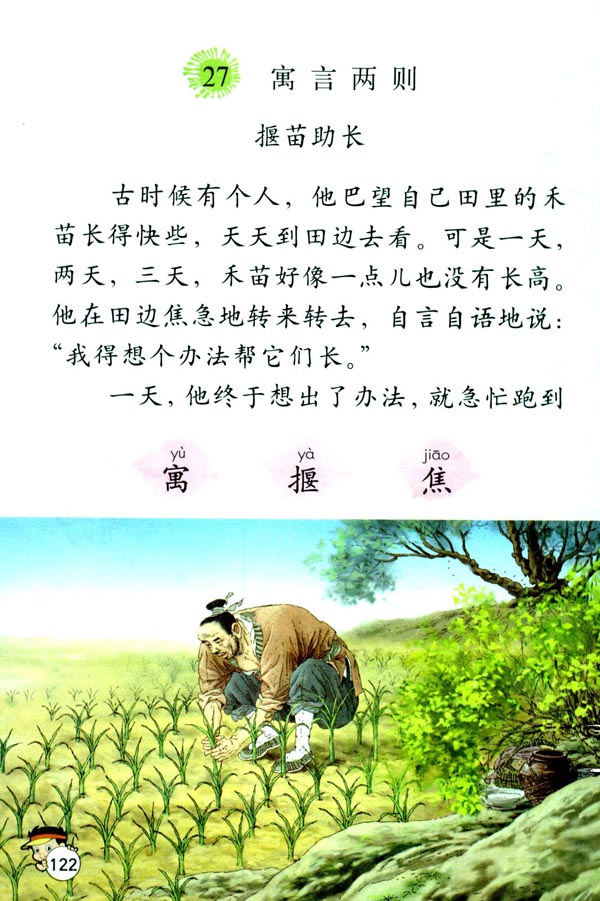 27 寓言两则
揠苗助长
古时候有个人，他巴望自己田里的禾
苗长得快些，天天到田边去看。可是一天，
两天，三天，禾苗好像一点儿也没有长高。
他在田边焦急地转来转去，自言自语地说：
“我得想个办法帮它们长。”
一天，他终于想出了办法，就急忙跑到
yù yà jiāo
寓 揠 焦
122